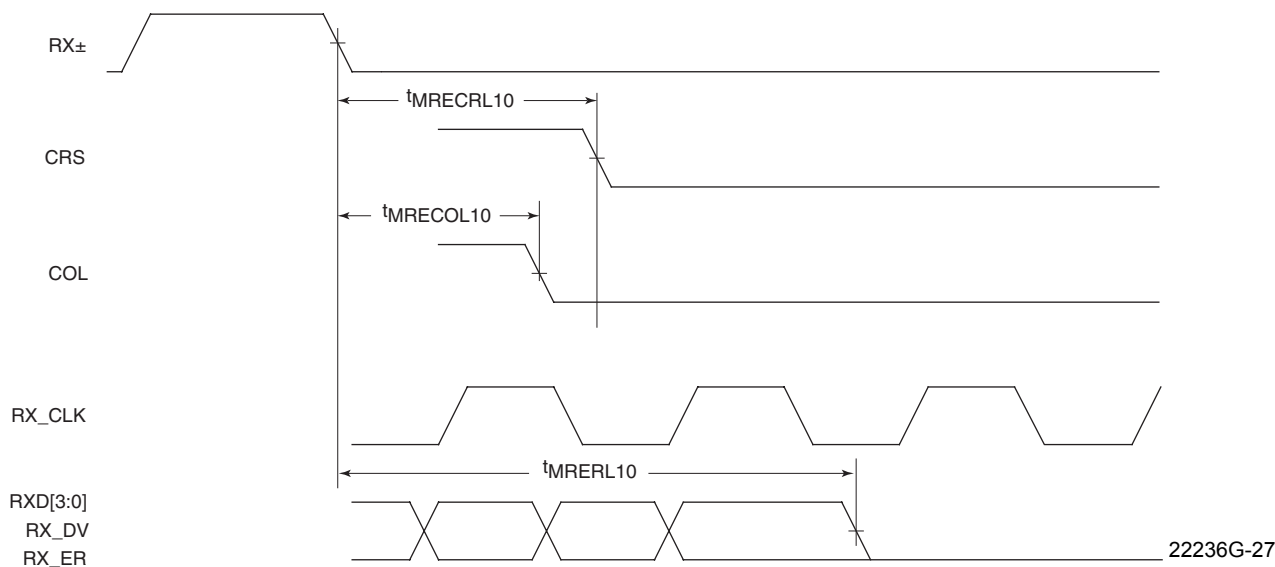 RX±
tMRECRL10
CRS
tMRECOL10
COL
RX_CLK
tMRERL10
RXD[3:0]
RX_DV
RX_ER
22236G-27